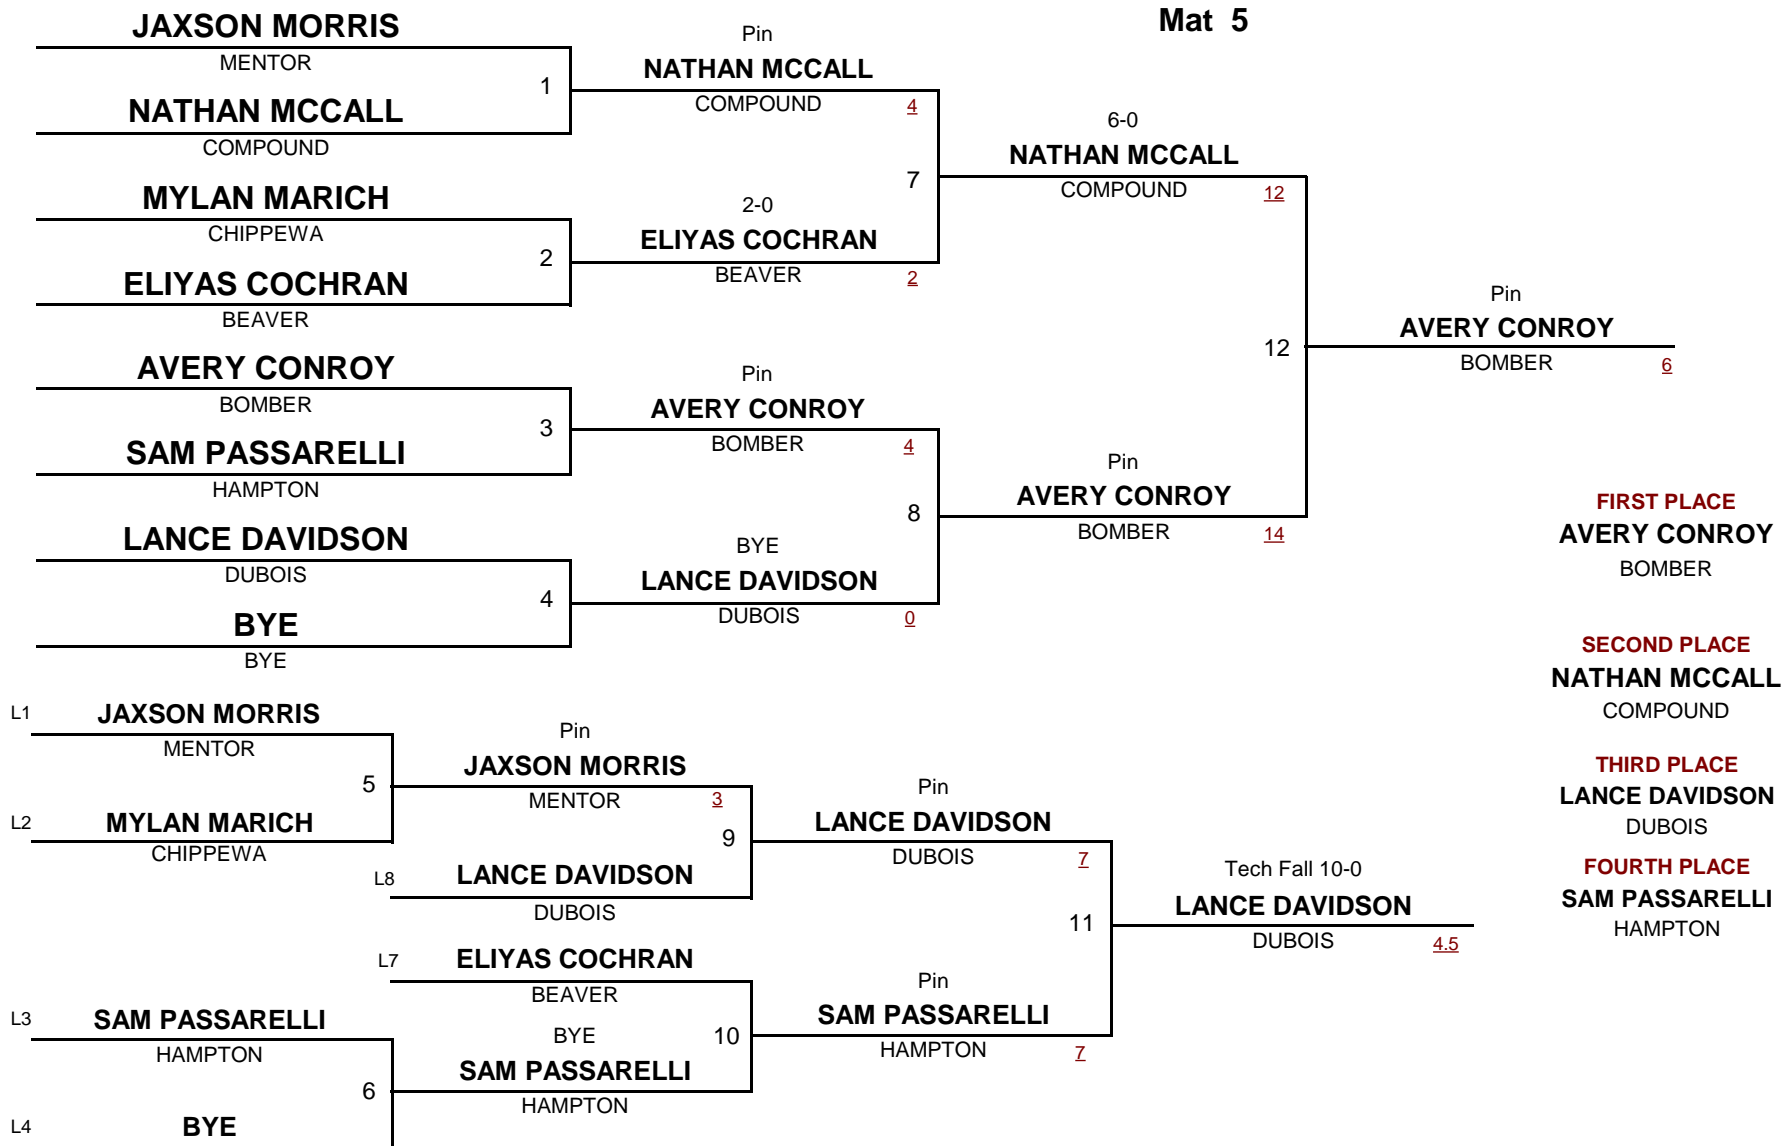 Mat 5
JAXSON MORRIS
MENTOR
1
NATHAN MCCALL
COMPOUND
MYLAN MARICH
CHIPPEWA
2
ELIYAS COCHRAN
BEAVER
AVERY CONROY
BOMBER
3
SAM PASSARELLI
HAMPTON
LANCE DAVIDSON
DUBOIS
4
BYE
BYE
Pin
NATHAN MCCALL
COMPOUND 4
7
2-0
ELIYAS COCHRAN
BEAVER 2
Pin
AVERY CONROY
BOMBER 4
8
BYE
LANCE DAVIDSON
DUBOIS 0
6-0
NATHAN MCCALL
COMPOUND 12
12
Pin
AVERY CONROY
BOMBER 14
Pin
AVERY CONROY
BOMBER 6
FIRST PLACE
AVERY CONROY
BOMBER
SECOND PLACE
NATHAN MCCALL
COMPOUND
THIRD PLACE
LANCE DAVIDSON
DUBOIS
FOURTH PLACE
SAM PASSARELLI
HAMPTON
L1 JAXSON MORRIS
MENTOR
5
L2 MYLAN MARICH
CHIPPEWA
L3 SAM PASSARELLI
HAMPTON
6
L4 BYE
Pin
JAXSON MORRIS
MENTOR 3
9
L8 LANCE DAVIDSON
DUBOIS
L7 ELIYAS COCHRAN
BEAVER
10
BYE
SAM PASSARELLI
HAMPTON
Pin
LANCE DAVIDSON
DUBOIS 7
11
Pin
SAM PASSARELLI
HAMPTON 7
Tech Fall 10-0
LANCE DAVIDSON
DUBOIS 4.5